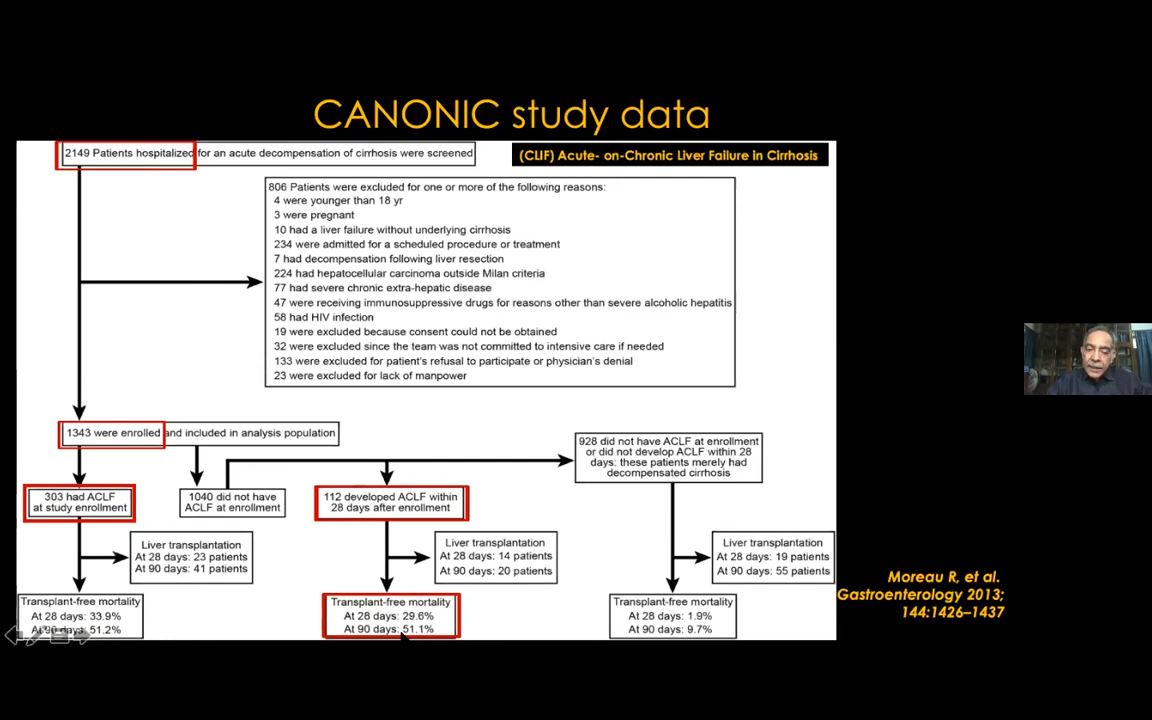 CANONIC study data
2149 Patients hospitalized for an acute decompensation of cirrhosis were screened
(CLIF) Acute- on-Chronic Liver Failure in Cirrhosis
806 Patients were excluded for one or more of the following reasons:
4 were younger than 18 yr
3 were pregnant
10 had a liver failure without underlying cirrhosis
234 were admitted for a scheduled procedure or treatment
7 had decompensation following liver resection
224 had hepatocellular carcinoma outside Milan criteria
77 had severe chronic extra-hepatic disease
47 were receiving immunosuppressive drugs for reasons other than severe alcoholic hepatitis
58 had HIV infection
19 were excluded because consent could not be obtained
32 were excluded since the team was not committed to intensive care if needed
133 were excluded for patient's refusal to participate or physician's denial
23 were excluded for lack of manpower
1343 were enrolled and included in analysis population
928 did not have ACLF at enrollment
or did not develop ACLF within 28
days: these patients merely had
decompensated cirrhosis
303 had ACLF
at study enrollment
1040 did not have
ACLF at enrollment
112 developed ACLF within
28 days after enrollment
Liver transplantation
At 28 days: 23 patients
At 90 days: 41 patients
Liver transplantation
At 28 days: 14 patients
At 90 days: 20 patients
Liver transplantation
At 28 days: 19 patients
At 90 days: 55 patients
Transplant-free mortality
At 28 days: 33.9%
At 90 days: 51.2%
Transplant-free mortality
At 28 days: 29.6%
At 90 days: 51.1%
Transplant-free mortality
At 28 days: 1.9%
At 90 days: 9.7%
Moreau R, et al.
Gastroenterology 2013;
144:1426–1437